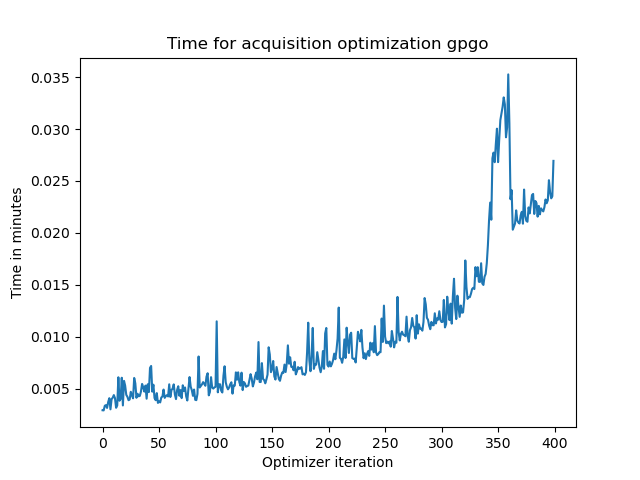 Time for acquisition optimization gpgo
0.035
0.030
0.025
0.020
0.015
0.010
0.005
Time in minutes
0 50 100 150 200 250 300 350 400
Optimizer iteration